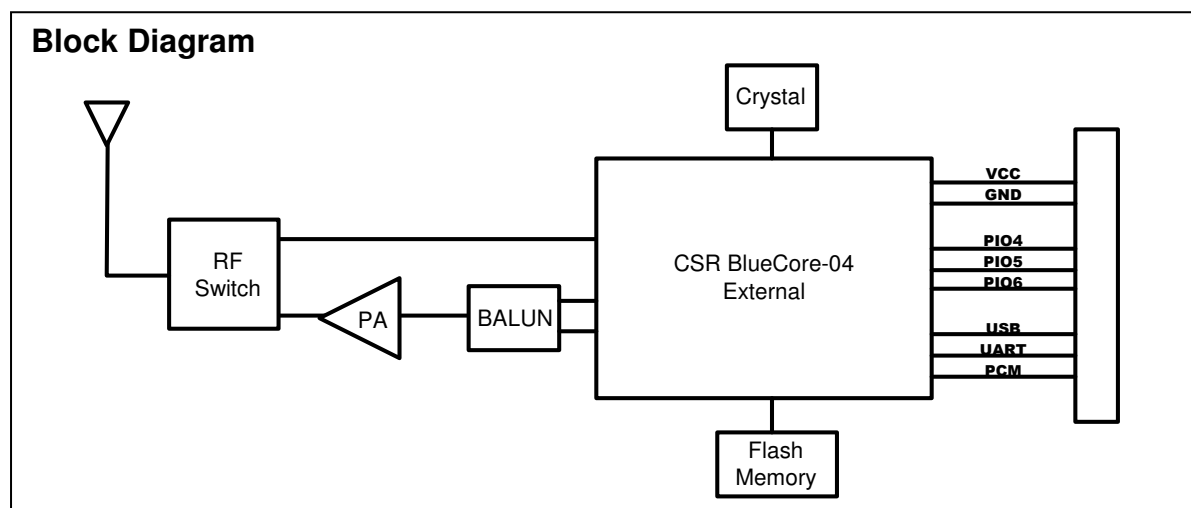 Block Diagram
Crystal
VCC
GND
PIO4
PIO5
PIO6
USB
UART
PCM
RF
Switch
PA
BALUN
CSR BlueCore-04
External
Flash
Memory